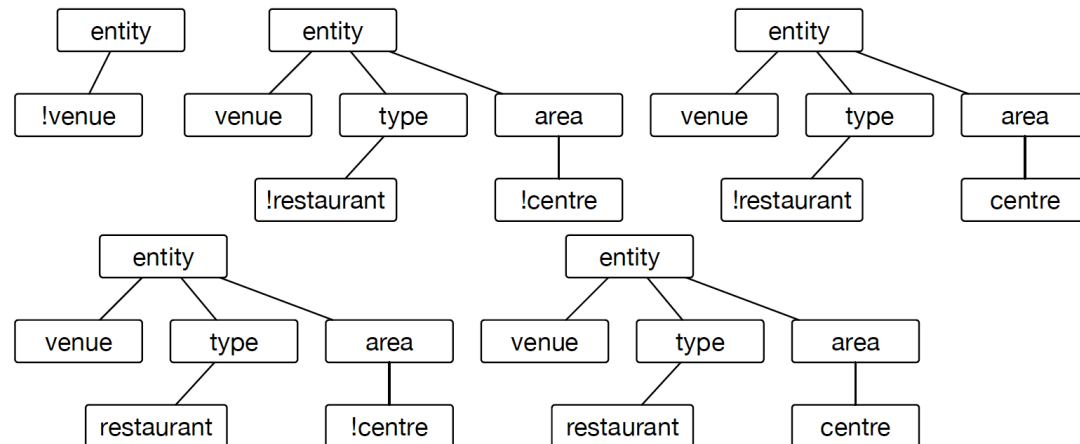 entity entity entity
!venue venue type area venue type area
!restaurant !centre !restaurant centre
entity entity
venue type area venue type area
restaurant !centre restaurant centre